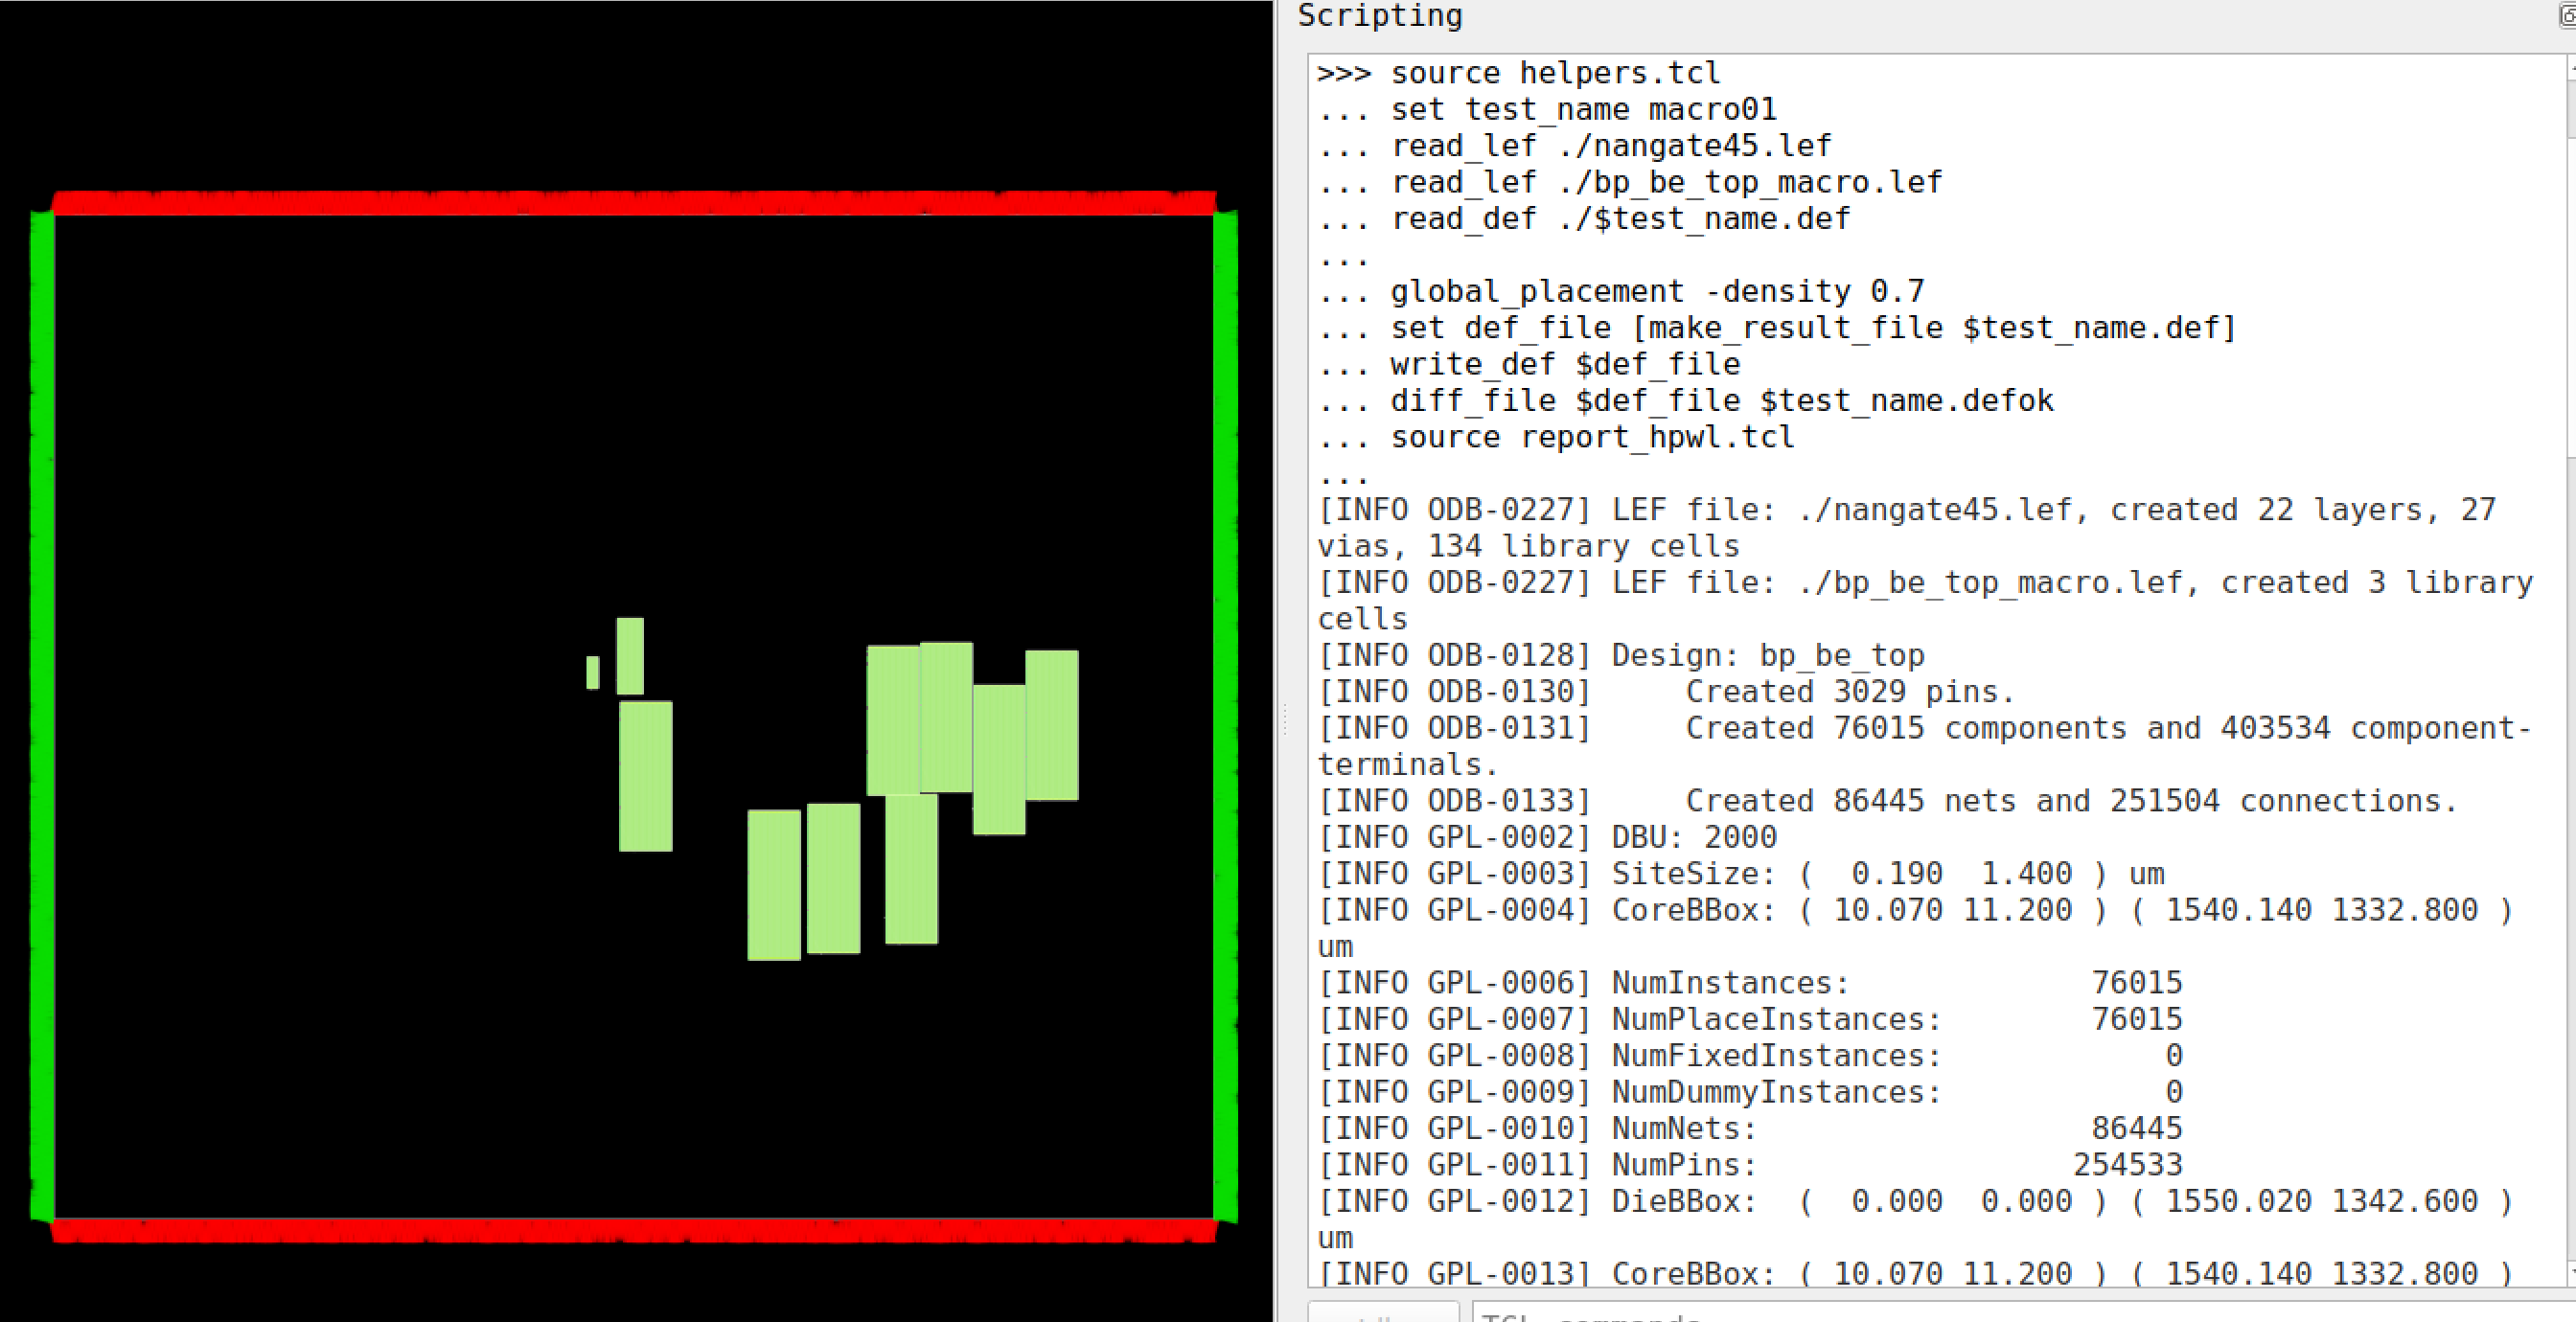 Scripting
>>> source helpers.tcl
... set test_name macro01
... read_lef ./nangate45.lef
... read_lef ./bp_be_top_macro.lef
... read_def ./$test_name.def
...
... global_placement -density 0.7
... set def_file [make_result_file $test_name.def]
... write_def $def_file
... diff_file $def_file $test_name.defok
... source report_hpwl.tcl
...
[INFO ODB-0227] LEF file: ./nangate45.lef, created 22 layers, 27
vias, 134 library cells
[INFO ODB-0227] LEF file: ./bp_be_top_macro.lef, created 3 library
cells
[INFO ODB-0128] Design: bp_be_top
[INFO ODB-0130]     Created 3029 pins.
[INFO ODB-0131]     Created 76015 components and 403534 component-
terminals.
[INFO ODB-0133]     Created 86445 nets and 251504 connections.
[INFO GPL-0002] DBU: 2000
[INFO GPL-0003] SiteSize: (  0.190  1.400 ) um
[INFO GPL-0004] CoreBBox: ( 10.070 11.200 ) ( 1540.140 1332.800 )
um
[INFO GPL-0006] NumInstances:             76015
[INFO GPL-0007] NumPlaceInstances:        76015
[INFO GPL-0008] NumFixedInstances:            0
[INFO GPL-0009] NumDummyInstances:            0
[INFO GPL-0010] NumNets:                  86445
[INFO GPL-0011] NumPins:                 254533
[INFO GPL-0012] DieBBox:  (  0.000  0.000 ) ( 1550.020 1342.600 )
um
[INFO GPL-0013] CoreBBox: ( 10.070 11.200 ) ( 1540.140 1332.800 )
TCL commands